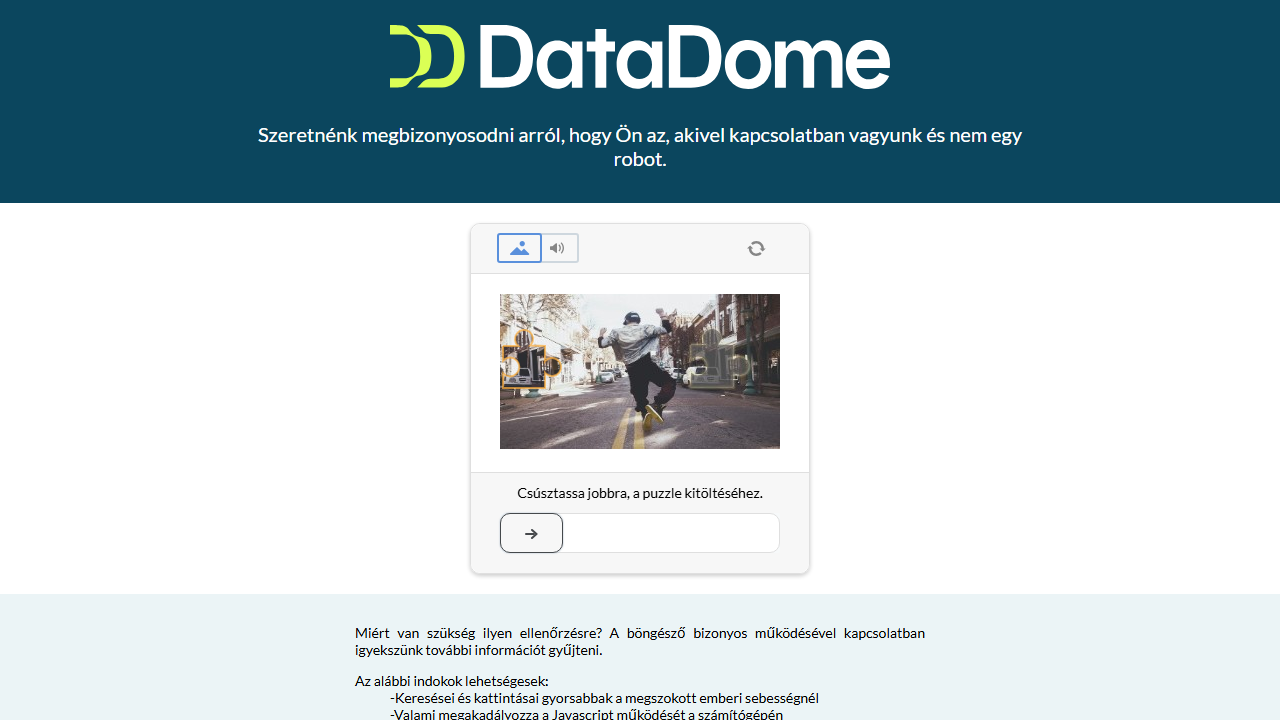 DataDome
Szeretnénk megbizonyosodni arról, hogy Ön az, akivel kapcsolatban vagyunk és nem egy
robot.
Csúsztassa jobbra, a puzzle kitöltéséhez.
Miért van szükség ilyen ellenőrzésre? A böngésző bizonyos működésével kapcsolatban
igyekszünk további információt gyűjteni.
Az alábbi indokok lehetségesek:
-Keresései és kattintásai gyorsabbak a megszokott emberi sebességnél
-Valami megakadályozza a Javascript működését a számítógépén